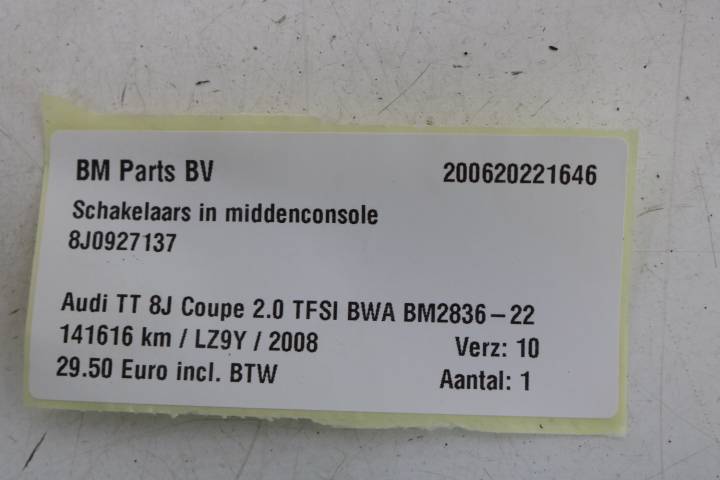 BM Parts BV 200620221646
Schakelaars in middenconsole
8J0927137
Audi TT 8J Coupe 2.0 TFSI BWA BM2836-22
141616 km / LZ9Y / 2008 Verz: 10
29.50 Euro incl. BTW Aantal: 1